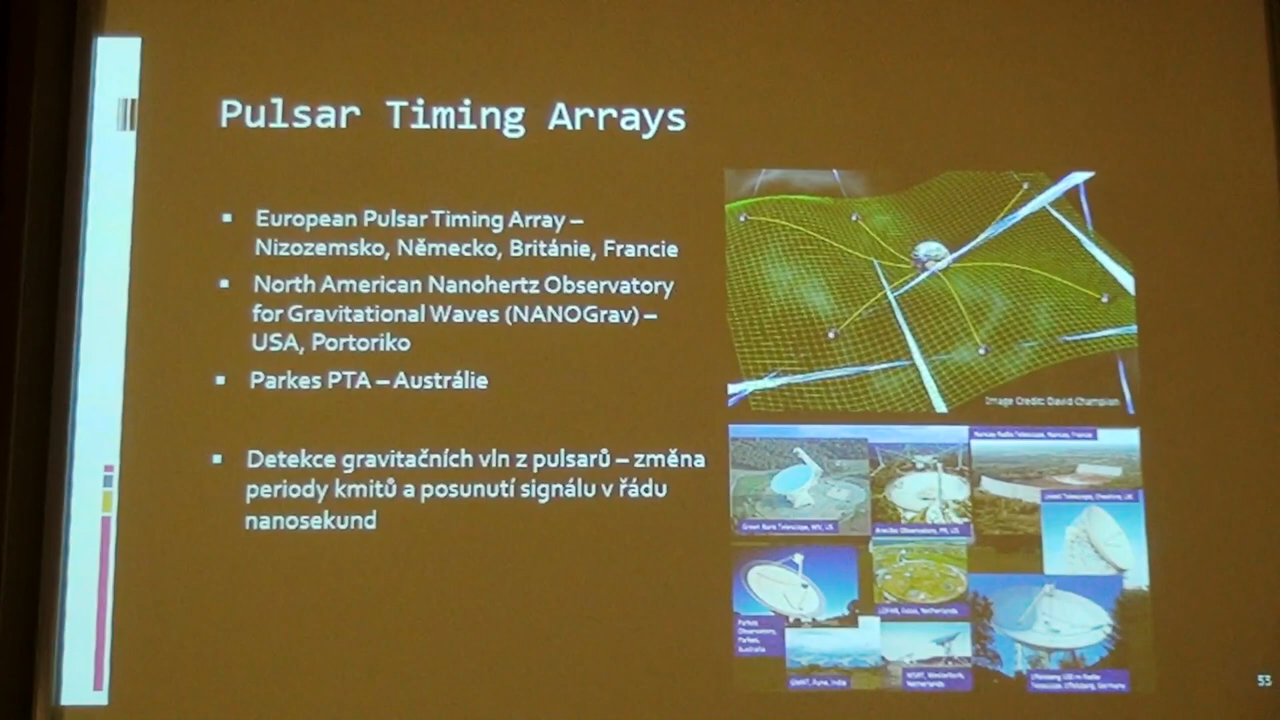 Pulsar Timing Arrays
▪ European Pulsar Timing Array –
Nizozemsko, Německo, Británie, Francie
▪ North American Nanohertz Observatory
for Gravitational Waves (NANOGrav) –
USA, Portoriko
▪ Parkes PTA – Austrálie
▪ Detekce gravitačních vln z pulsarů – změna
periody kmitů a posunutí signálu v řádu
nanosekund
Image Credit: David Champion
Nancay Radio Telescope, Nancay, France
Lovell Telescope, Cheshire, UK
Green Bank Telescope, WV, US
Arecibo Observatory, PR, US
LOFAR, Exloo, Netherlands
Parkes
Observatory,
Parkes,
Australia
GMRT, Pune, India
WSRT, Westerbork,
Netherlands
Effelsberg 100 m Radio
Telescope, Effelsberg, Germany
53